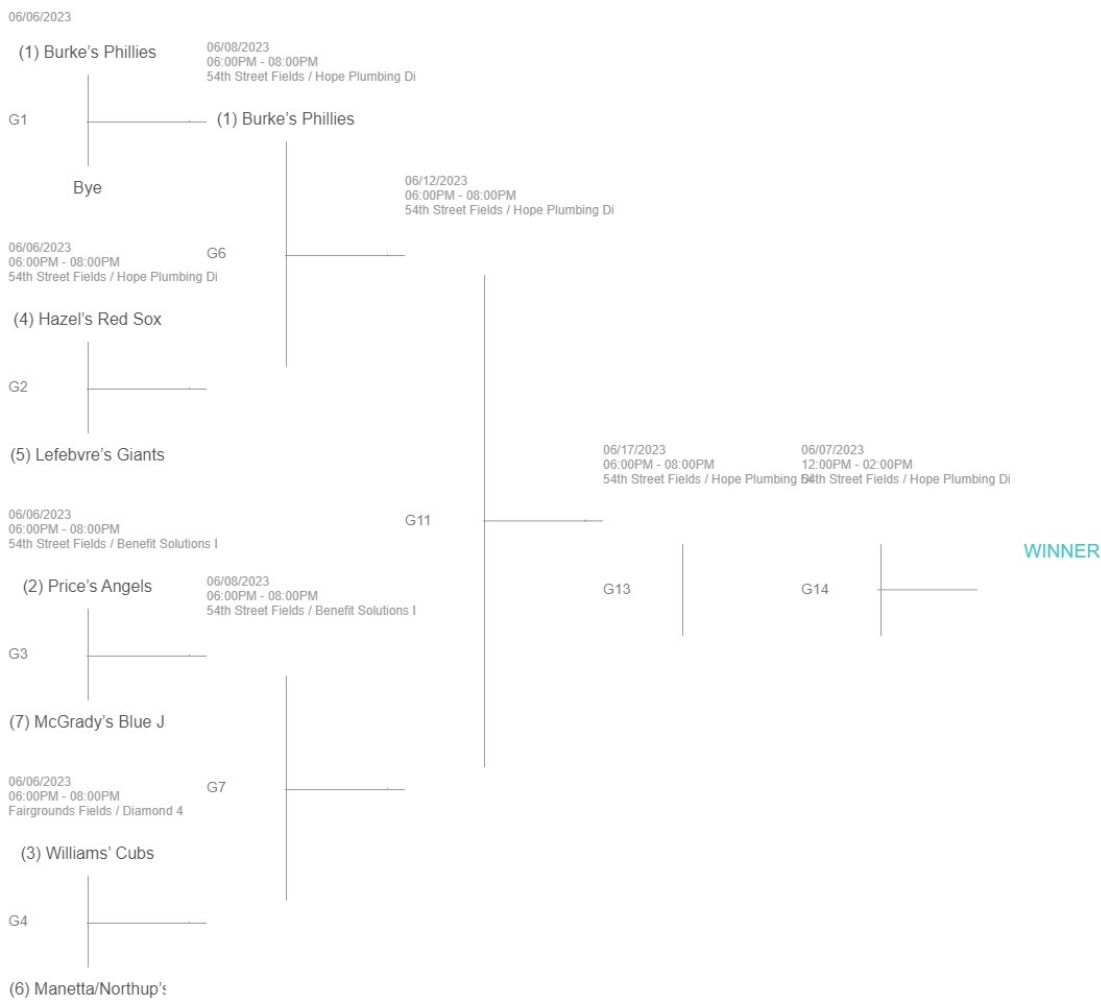 06/06/2023
(1) Burke's Phillies
G1
Bye
06/08/2023
06:00PM - 08:00PM
54th Street Fields / Hope Plumbing Di
(1) Burke's Phillies
06/06/2023
06:00PM - 08:00PM
54th Street Fields / Hope Plumbing Di
G6
(4) Hazel's Red Sox
G2
(5) Lefebvre's Giants
06/12/2023
06:00PM - 08:00PM
54th Street Fields / Hope Plumbing Di
G11
06/06/2023
06:00PM - 08:00PM
54th Street Fields / Benefit Solutions I
(2) Price's Angels
G3
(7) McGrady's Blue J
06/08/2023
06:00PM - 08:00PM
54th Street Fields / Benefit Solutions I
G7
06/06/2023
06:00PM - 08:00PM
Fairgrounds Fields / Diamond 4
(3) Williams' Cubs
G4
(6) Manetta/Northup's
06/17/2023
06:00PM - 08:00PM
54th Street Fields / Hope Plumbing
G13
06/07/2023
12:00PM - 02:00PM
54th Street Fields / Hope Plumbing Di
G14
WINNER